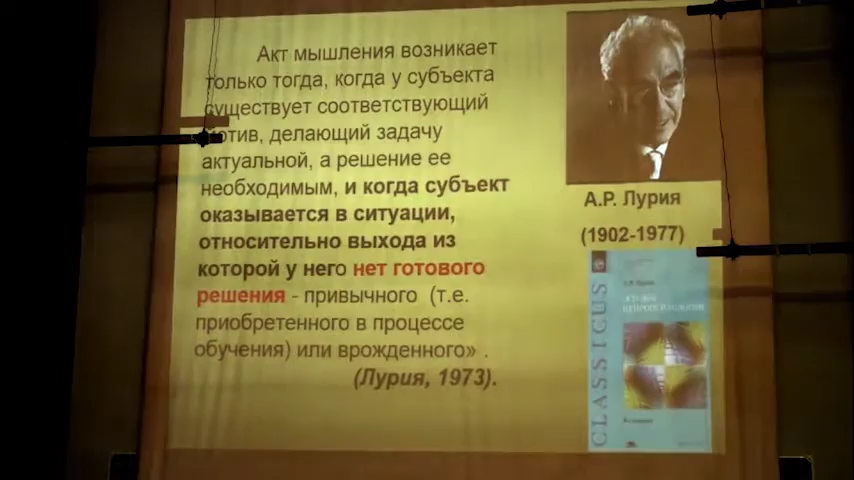 Акт мышления возникает
только тогда, когда у субъекта
существует соответствующий
мотив, делающий задачу
актуальной, а решение ее
необходимым, и когда субъект
оказывается в ситуации,
относительно выхода из
которой у него нет готового
решения - привычного (т.е.
приобретенного в процессе
обучения) или врожденного» .
(Лурия, 1973).
А.Р. Лурия
(1902-1977)
CLASSICUS